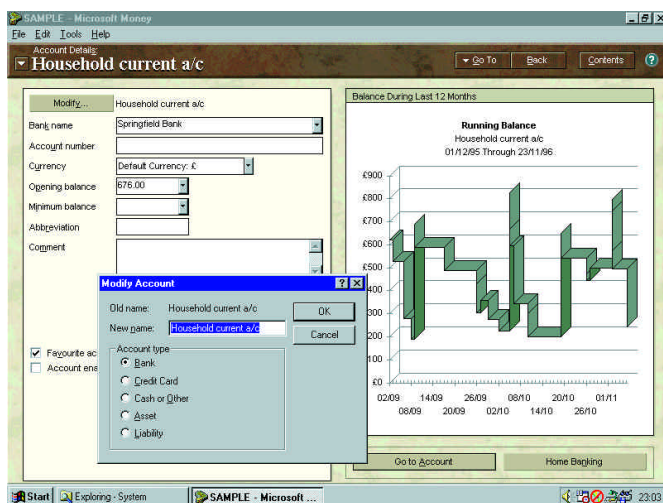 SAMPLE - Microsoft Money
File Edit Tools Help
Account Details:
Household current a/c
Go To Back Contents ?
Modify... Household current a/c
Bank name Springfield Bank
Account number
Currency Default Currency: £
Opening balance 676.00
Minimum balance
Abbreviation
Comment
Favourite ac
Account ena
Balance During Last 12 Months
Running Balance
Household current a/c
01/12/95 Through 23/11/96
£900
£800
£700
£600
£500
400
300
200
100
£0
02/09 14/09 26/09 08/10 20/10 01/11
08/09 20/09 02/10 14/10 26/10
Modify Account
Old name: Household current a/c OK
New name: Household current a/c Cancel
Account type
Bank
Credit Card
Cash or Other
Asset
Liability
Go to Account Home Banking
Start Exploring - System SAMPLE - Microsoft ... 23:03